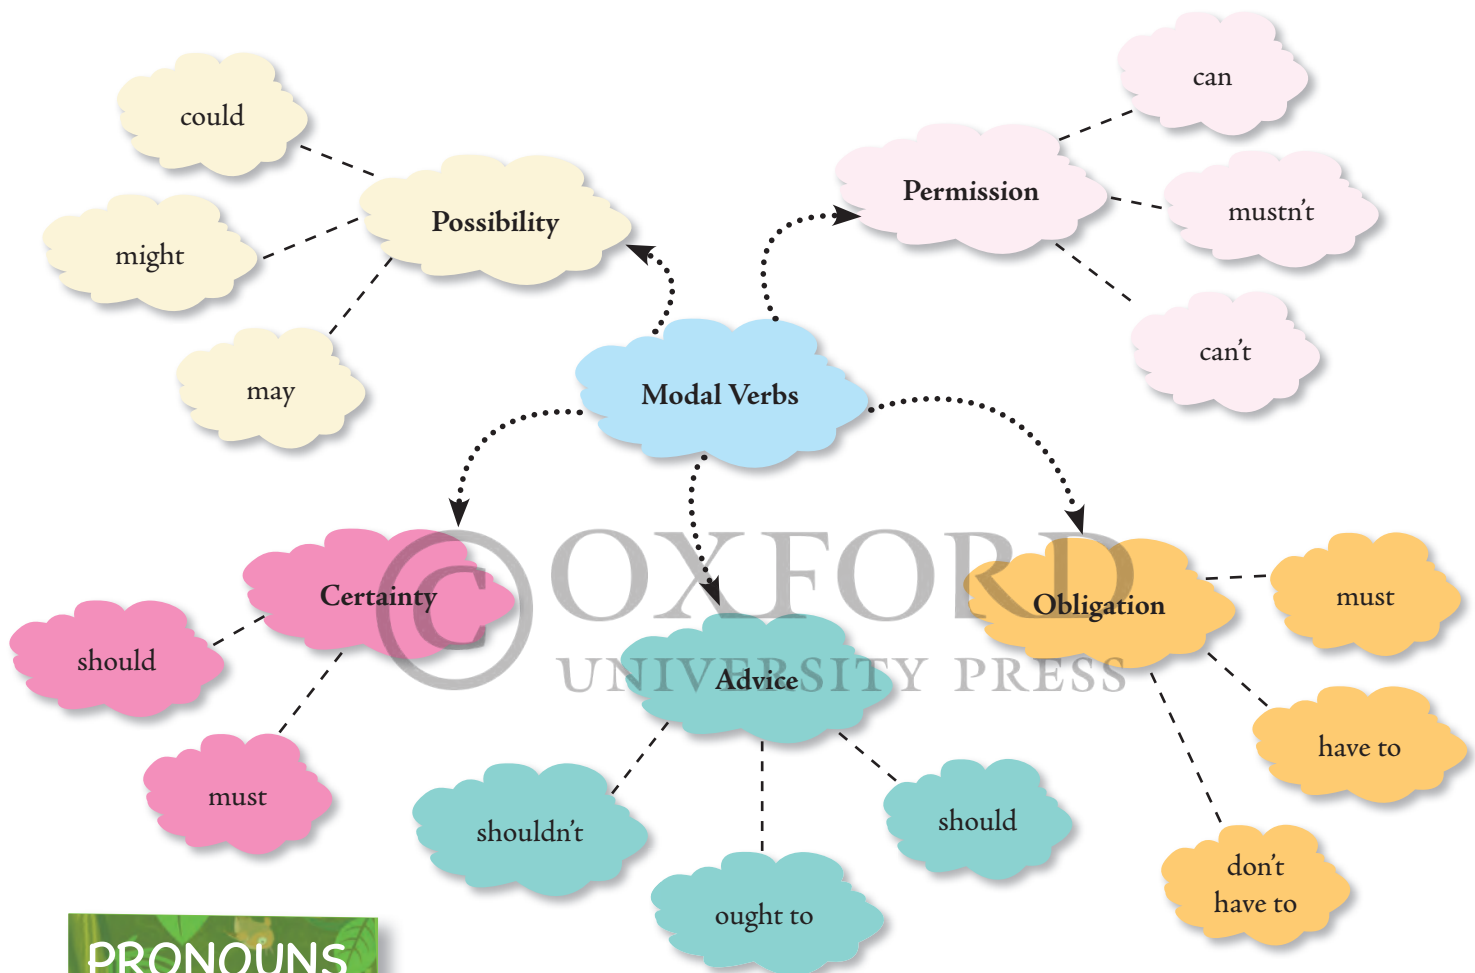 could
might
may
Possibility
Permission
can
mustn't
can't
Modal Verbs
Certainty
should
must
Advice
shouldn't
ought to
should
Obligation
must
have to
don't
have to
© OXFORD
UNIVERSITY PRESS
PRONOUNS